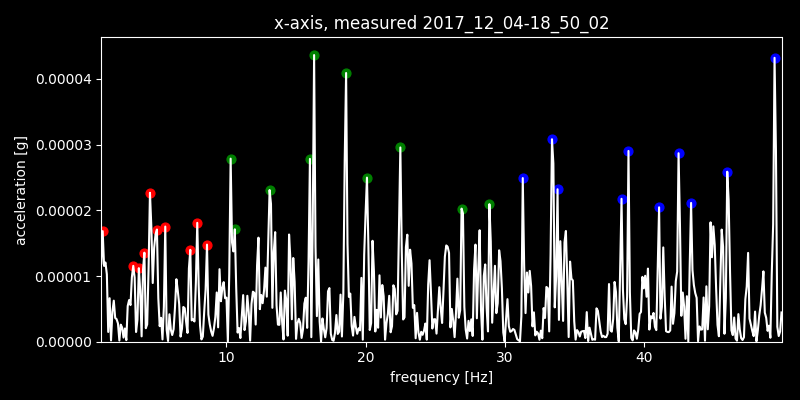 x-axis, measured 2017_12_04-18_50_02
0.00004
0.00003
0.00002
0.00001
0.00000
acceleration [g]
10 20 30 40
frequency [Hz]